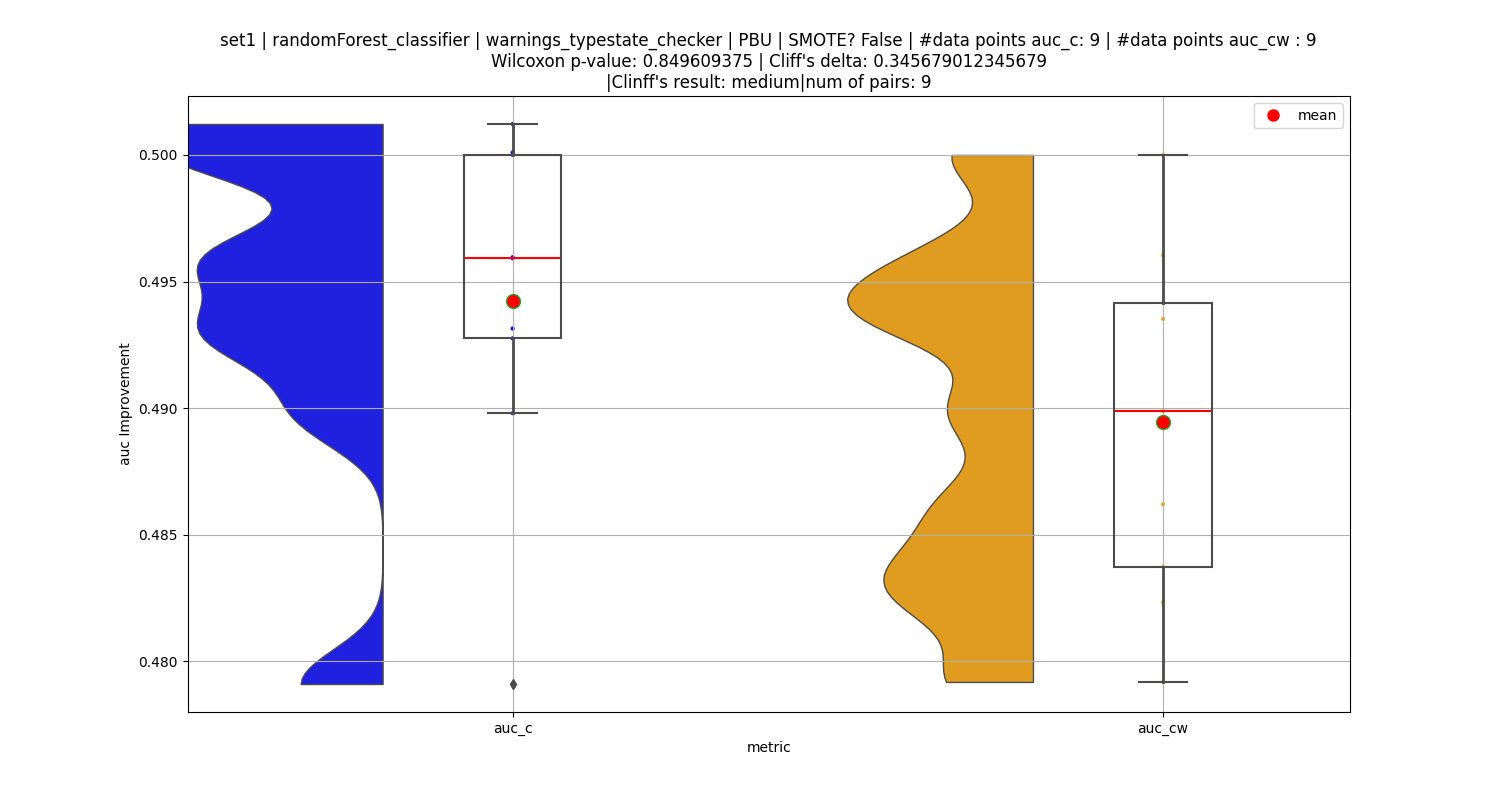 set1 | randomForest_classifier | warnings_typestate_checker | PBU | SMOTE? False | #data points auc_c: 9 | #data points auc_cw : 9
Wilcoxon p-value: 0.849609375 | Cliff's delta: 0.345679012345679
|Clinff's result: medium|num of pairs: 9
mean
0.500
0.495
0.490
0.485
0.480
auc Improvement
auc_c
auc_cw
metric